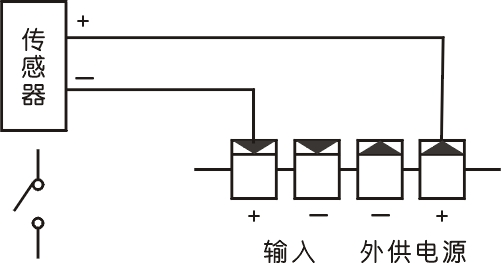 +
传感器
−
+ − − +
输入 外供电源